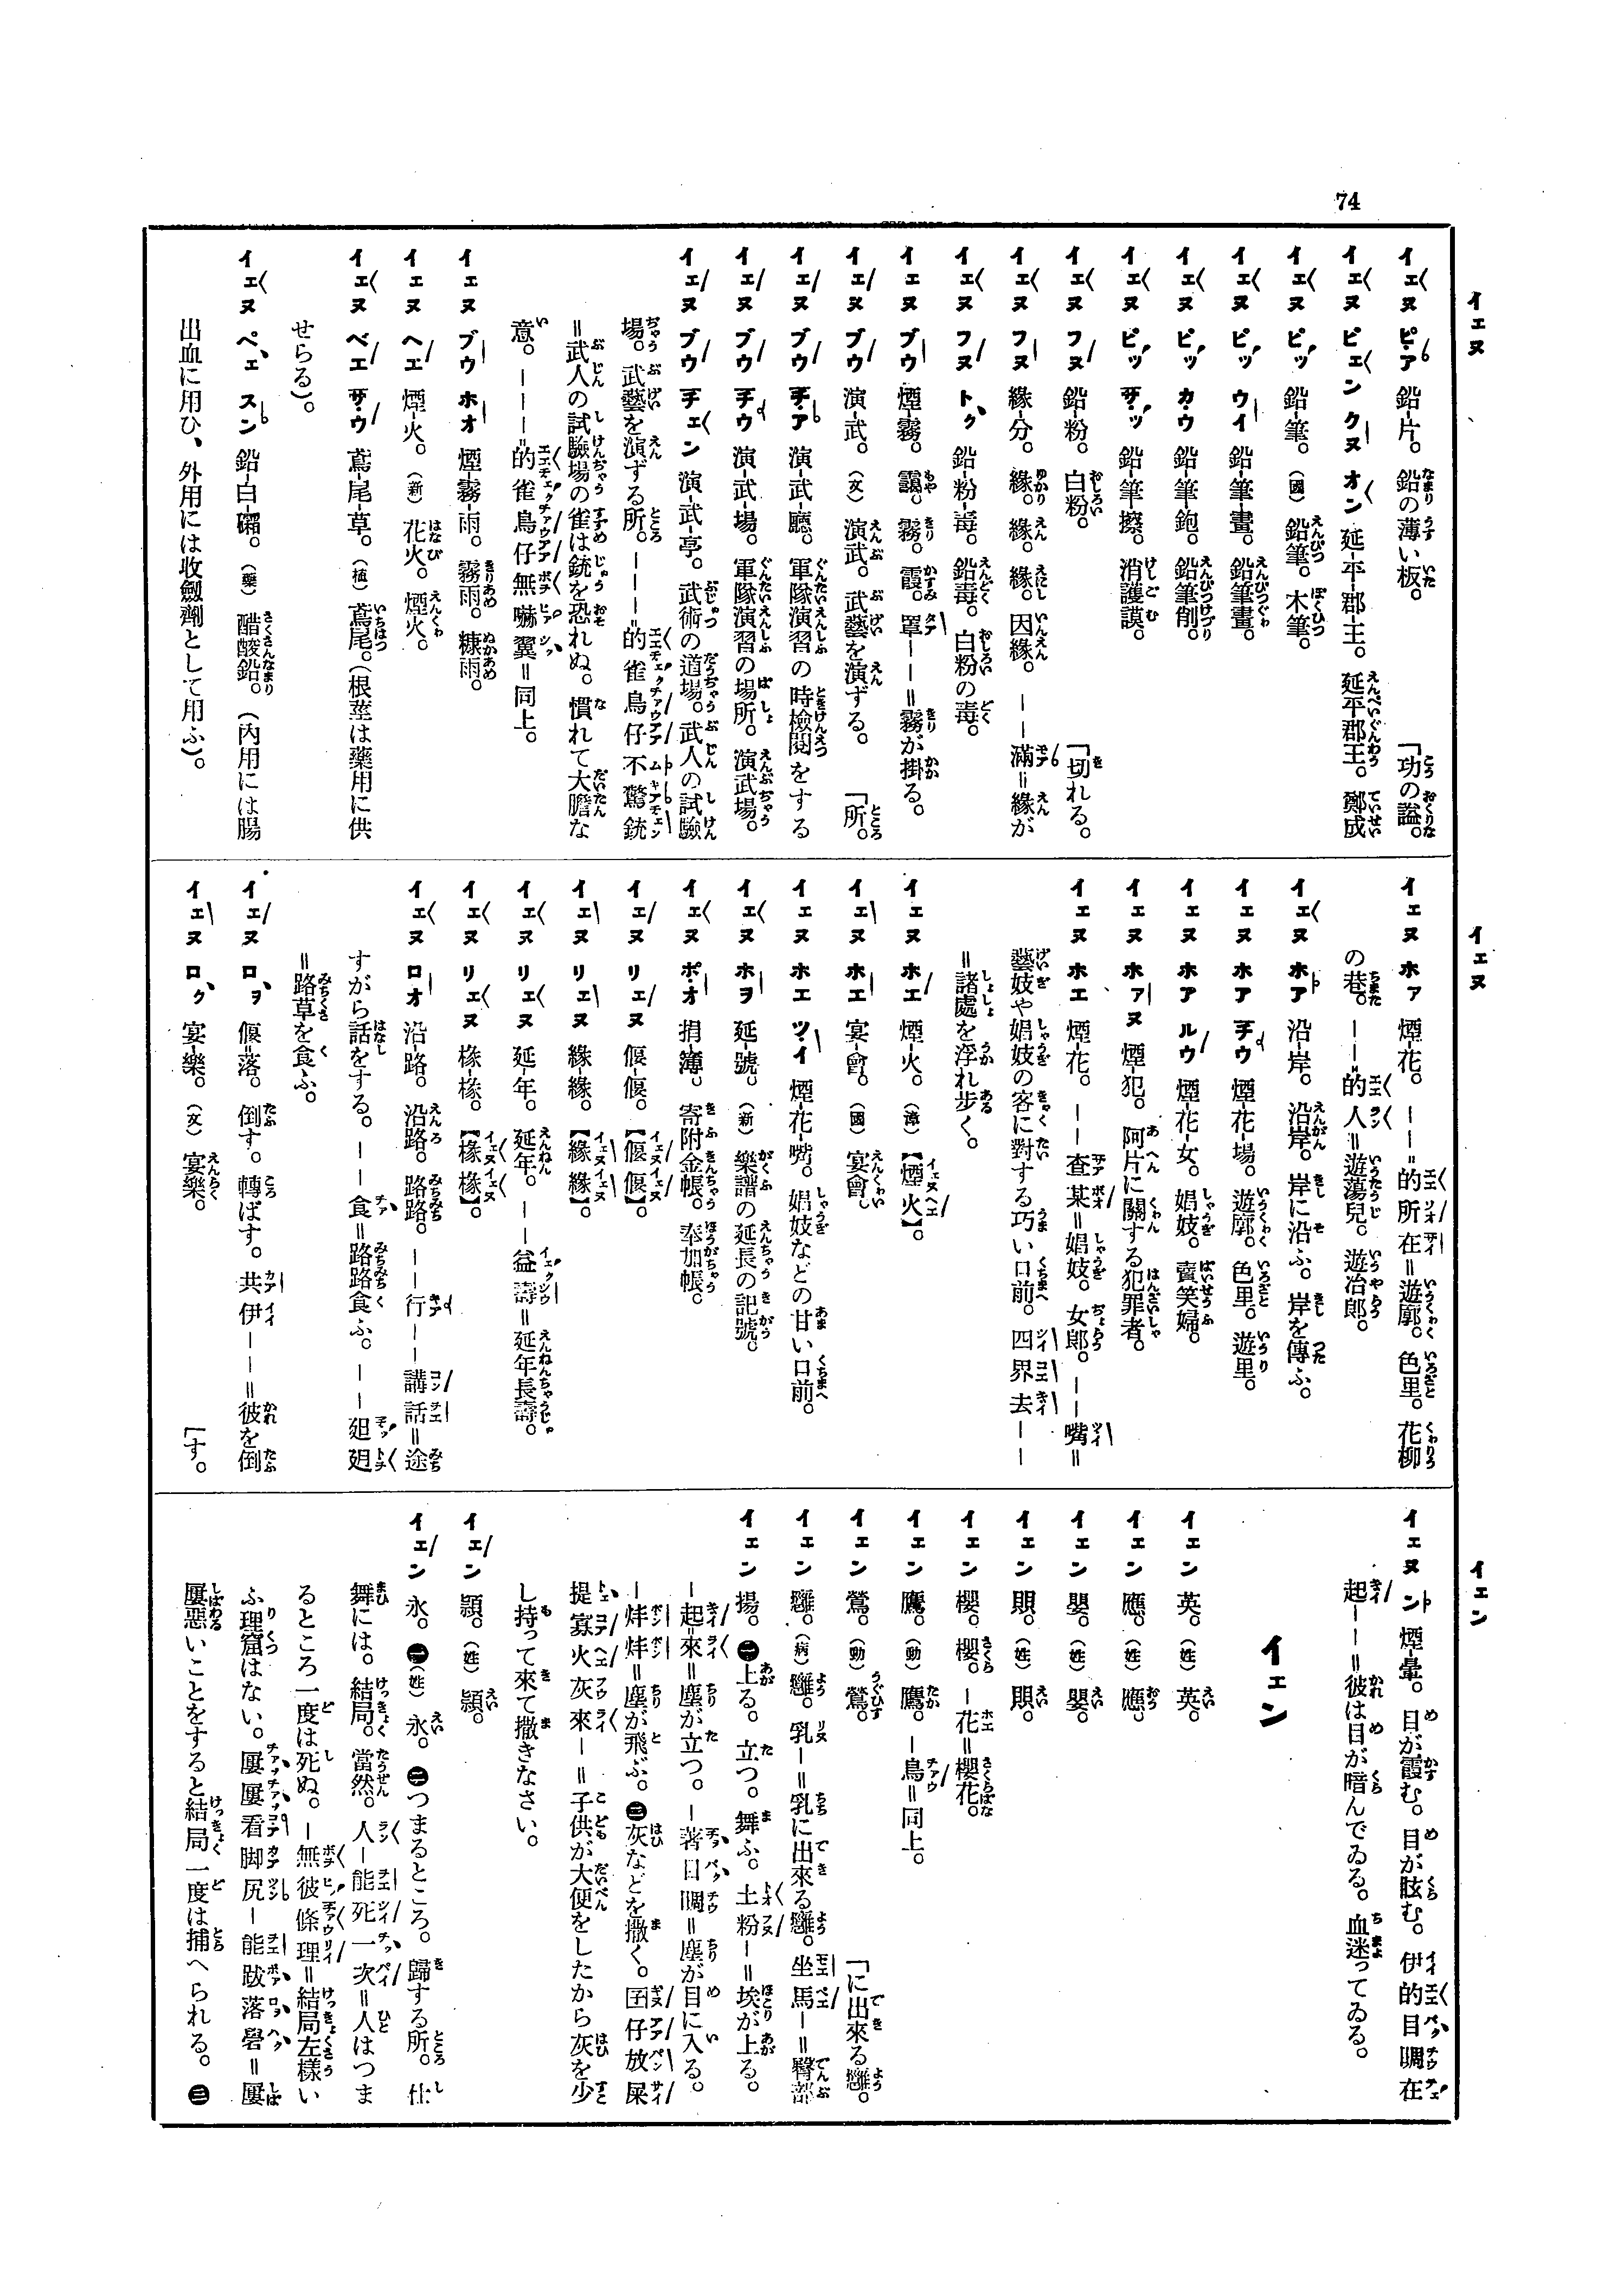 74
イエヌ
イエヌ ピア 鉛-片。鉛の薄い板。 「功の諡。
イエヌ ピエン クヌ オン 延-平-郡-王。延平郡王。鄭成
イエヌ ピッ 鉛-筆。(國)鉛筆。木筆。
イエヌ ピッ ウイ 鉛-筆-畫。鉛筆畫。
イエヌ ピッ カウ 鉛-筆-鉋。鉛筆削。
イエヌ ピッ サッ 鉛-筆-擦。消護謨。
イエヌ フヌ 鉛-粉。白粉。 「切れる。
イエヌ フヌ 緣-分。緣。緣。緣。因緣。——滿=緣が
イエヌ フヌ トク 鉛-粉-毒。鉛毒。白粉の毒。
イエヌ ブウ 煙-霧。靄。霧。霞。罩——=霧が掛る。
イエヌ ブウ 演-武。(文)演武。武藝を演ずる。 「所。
イエヌ ブウ チア 演-武-廳。軍隊演習の時檢閱をする
イエヌ ブウ チウ 演-武-場。軍隊演習の場所。演武場。
イエヌ ブウ チエン 演-武-亭。武術の道場。武人の試驗
場。武藝を演ずる所。———=的雀鳥仔不驚銃
=武人の試驗場の雀は銃を恐れぬ。慣れて大膽な
意。———=的雀鳥仔無嚇翼=同上。
イエヌ ブウ ホオ 煙-霧-雨。霧雨。糠雨。
イエヌ ヘエ 煙-火。(新)花火。煙火。
イエヌ ベエ サウ 鳶-尾-草。(植)鳶尾。(根莖は藥用に供
せらる)。
イエヌ ペエ スン 鉛-白-礵。(藥)醋酸鉛。(內用には腸
出血に用ひ、外用には收斂劑として用ふ)。
イエヌ
イエヌ ホア 煙-花。——=的所在=遊廓。色里。花柳
の巷。——=的人=遊蕩兒。遊冶郎。
イエヌ ホア 沿-岸。沿岸。岸に沿ふ。岸を傳ふ。
イエヌ ホア チウ 煙-花-場。遊廓。色里。遊里。
イエヌ ホア ルウ 煙-花-女。娼妓。賣笑婦。
イエヌ ホアヌ 煙-犯。阿片に關する犯罪者。
イエヌ ホエ 煙-花。——查某=娼妓。女郎。——嘴=
藝妓や娼妓の客に對する巧い口前。四界去——
=諸處を浮れ步く。
イエヌ ホエ 煙-火。(漳)【煙火】。
イエヌ ホエ 宴-會。(國)宴會。
イエヌ ホエ ツイ 煙-花-嘴。娼妓などの甘い口前。
イエヌ ホヲ 延-號。(新)樂譜の延長の記號。
イエヌ ポオ 捐-簿。寄附金帳。奉加帳。
イエヌ リエヌ 偃-偃。【偃偃】。
イエヌ リエヌ 緣-緣。【緣緣】。
イエヌ リエヌ 延-年。延年。——益壽=延年長壽。
イエヌ リエヌ 櫞-櫞。【櫞櫞】。
イエヌ ロオ 沿-路。沿路。路路。——行——講話=途
すがら話をする。——食=路路食ふ。——𨑨迌
=路草を食ふ。
イエヌ ロヲ 偃-落。倒す。轉ばす。共伊——=彼を倒
イエヌ ロク 宴-樂。(文)宴樂。 「す。
イエン
イエヌ ン 煙-暈。目が霞む。目が眩む。伊的目睭在
起——=彼は目が暗んでゐる。血迷つてゐる。
イエン
イエン 英。(姓)英。
イエン 應。(姓)應。
イエン 嬰。(姓)嬰。
イエン 賏。(姓)賏。
イエン 櫻。櫻。—花=櫻花。
イエン 鷹。(動)鷹。—鳥=同上。
イエン 鶯。(動)鶯。 「に出來る癰。
イエン 癰。(病)癰。乳—=乳に出來る癰。坐馬—=臀部
イエン 揚。㊀上る。立つ。舞ふ。土粉—=埃が上る。
—起來=塵が立つ。—著目睭=塵が目に入る。
—烌烌=塵が飛ぶ。㊁灰などを撒く。囝仔放屎
提寡火灰來—=子供が大便をしたから灰を少
し持つて來て撒きなさい。
イエン 頴。(姓)頴。
イエン 永。㊀(姓)永。㊁つまるところ。歸する所。仕
舞には。結局。當然。人—能死一次=人はつま
るところ一度は死ぬ。—無彼條理=結局左樣い
ふ理窟はない。屢屢看脚尻—能跋落礐=屢
屢惡いことをすると結局一度は捕へられる。㊂